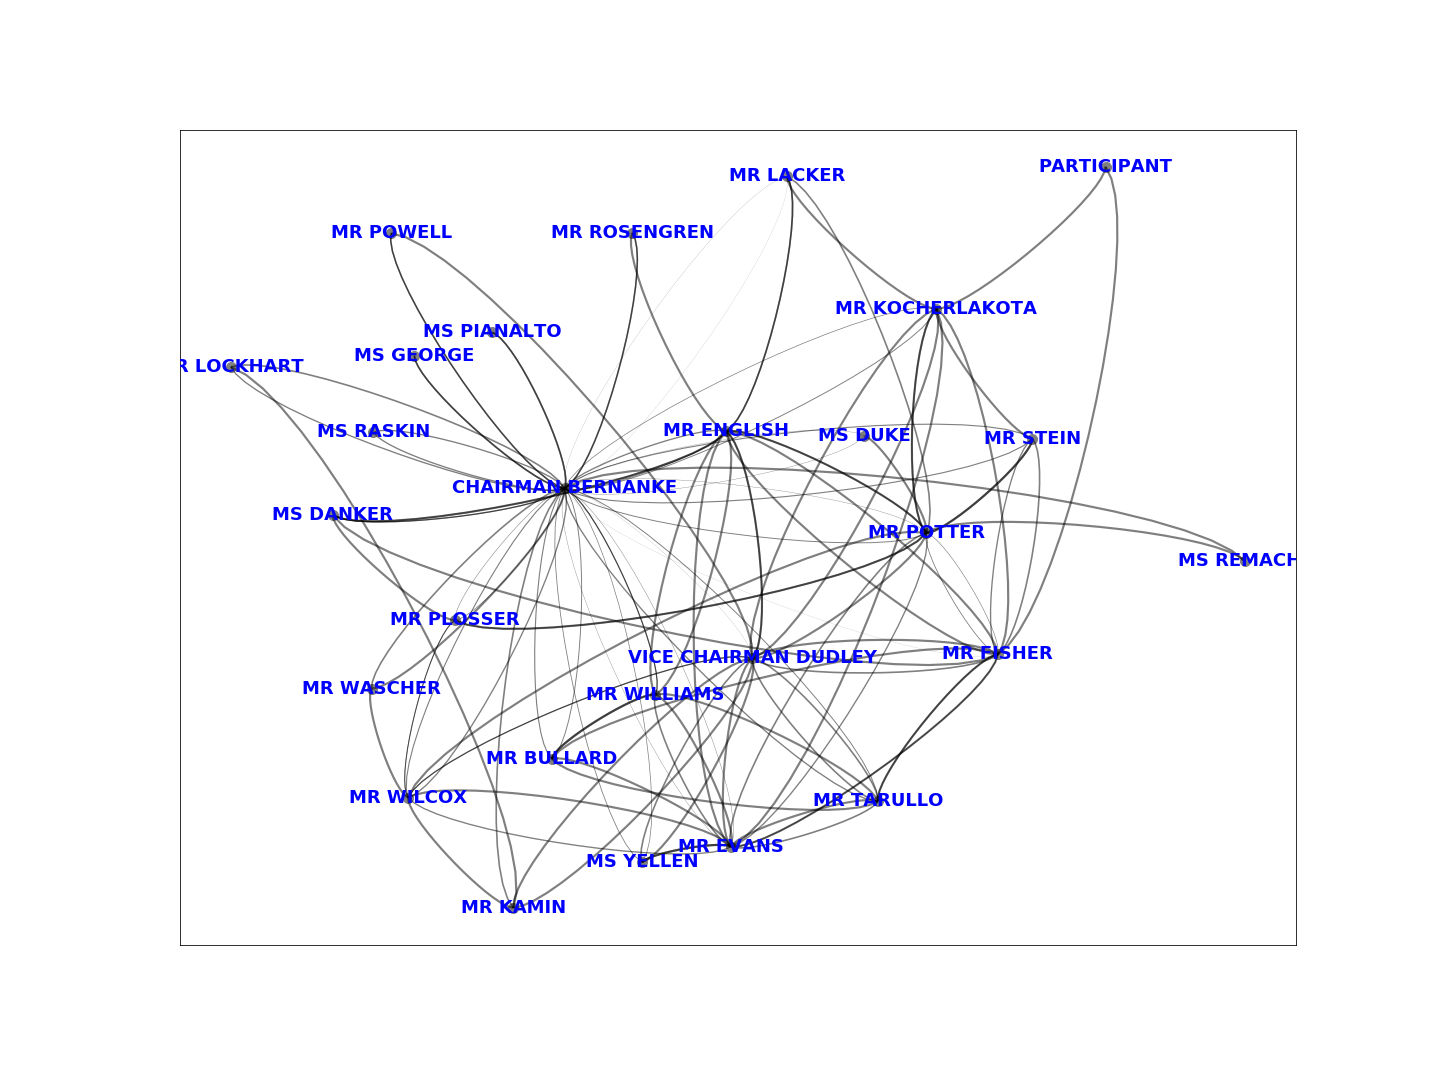 PARTICIPANT
MR LACKER
MR POWELL
MR ROSENGREN
MR KOCHERLAKOTA
MS PIANALTO
MS GEORGE
R LOCKHART
MR ENGLISH
MS RASKIN
MS DUKE
MR STEIN
CHAIRMAN BERNANKE
MS DANKER
MR POTTER
MS REMACH
MR PLOSSER
MR FISHER
VICE CHAIRMAN DUDLEY
MR WASCHER
MR WILLIAMS
MR BULLARD
MR WILCOX
MR TARULLO
MR EVANS
MS YELLEN
MR KAMIN